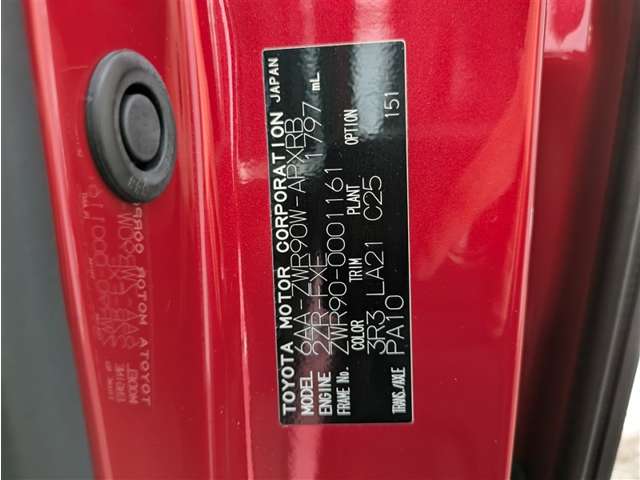 TOYOTA MOTOR CORPORATION JAPAN
MODEL 6AA-ZWR90W-APXRB
ENGINE 2ZR-FXE 1797 mL
FRAME No. ZWR90-0001161
COLOR TRIM PLANT OPTION
3R3 LA21 C25 151
TRANS./AXLE PA10